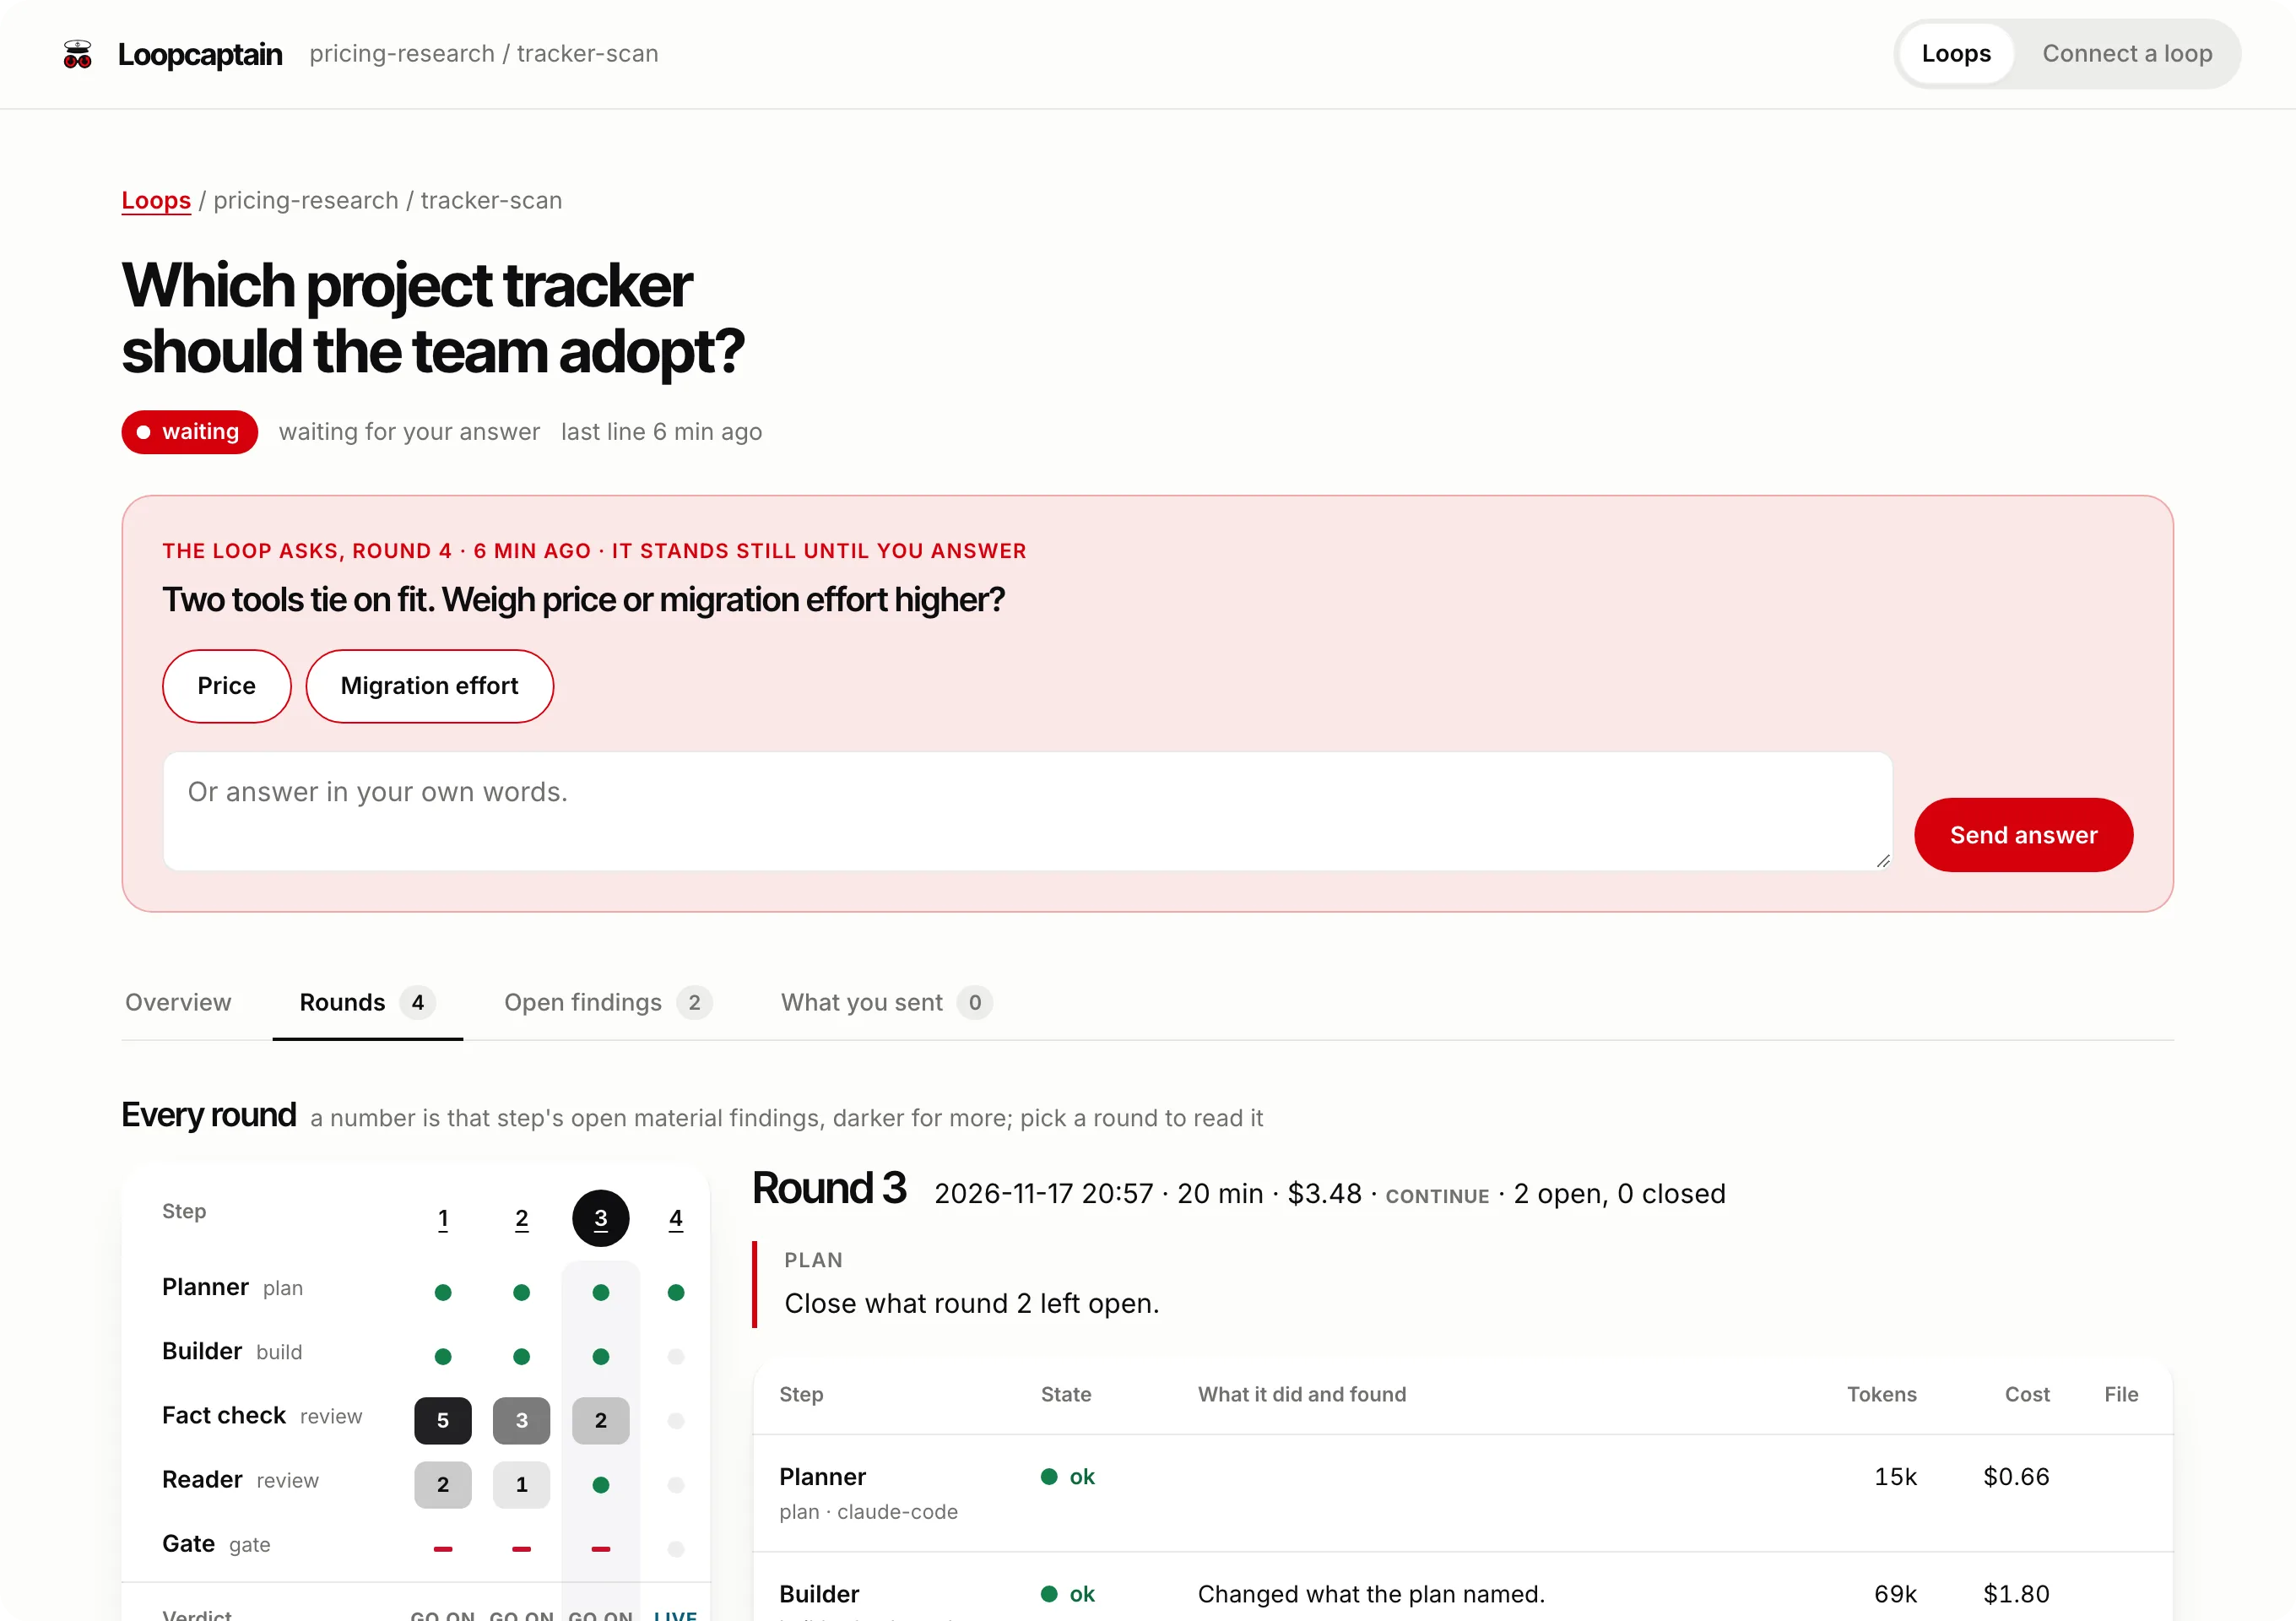 Loopcaptain pricing-research / tracker-scan Loops Connect a loop
Loops / pricing-research / tracker-scan
Which project tracker
should the team adopt?
waiting waiting for your answer last line 6 min ago
THE LOOP ASKS, ROUND 4 · 6 MIN AGO · IT STANDS STILL UNTIL YOU ANSWER
Two tools tie on fit. Weigh price or migration effort higher?
Price Migration effort
Or answer in your own words.
Send answer
Overview Rounds 4 Open findings 2 What you sent 0
Every round a number is that step's open material findings, darker for more; pick a round to read it
Step 1 2 3 4
Planner plan
Builder build
Fact check review 5 3 2
Reader review 2 1
Gate gate
Verdict GO ON GO ON GO ON LIVE
Round 3 2026-11-17 20:57 · 20 min · $3.48 · CONTINUE · 2 open, 0 closed
PLAN
Close what round 2 left open.
Step State What it did and found Tokens Cost File
Planner ok 15k $0.66
plan · claude-code
Builder ok Changed what the plan named. 69k $1.80